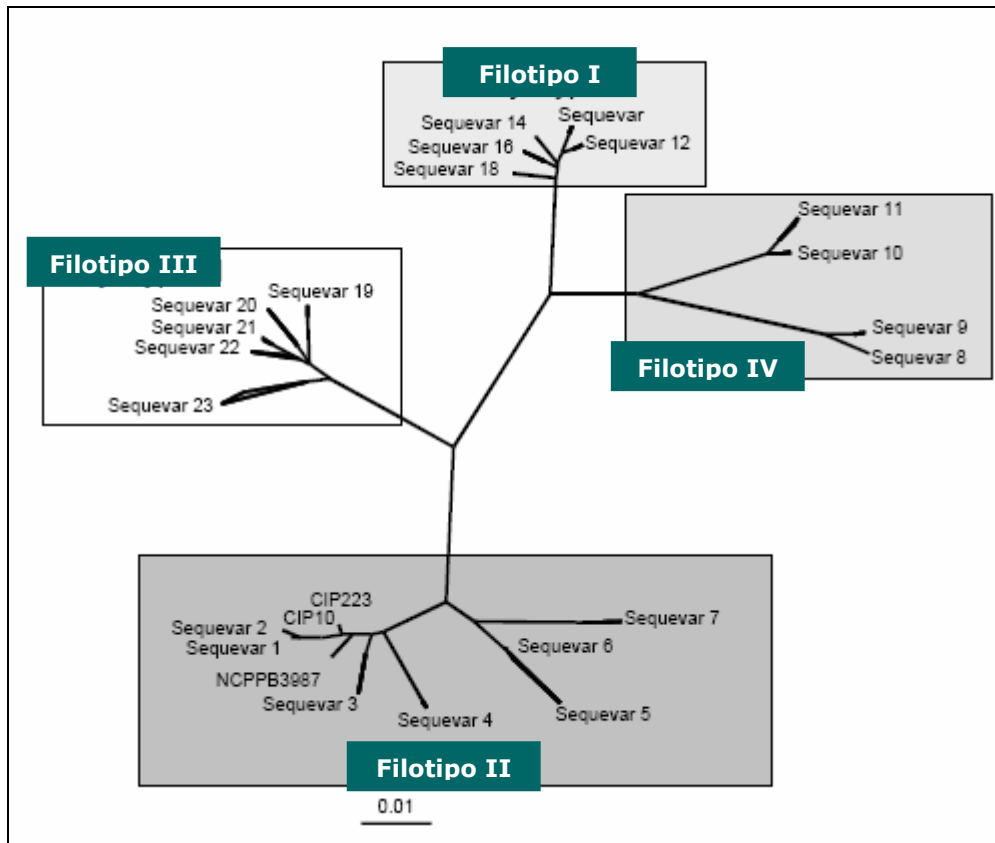 Filotipo I
Sequevar
Sequevar 14
Sequevar 12
Sequevar 16
Sequevar 18
Filotipo IV
Sequevar 11
Sequevar 10
Sequevar 9
Sequevar 8
Filotipo III
Sequevar 19
Sequevar 20
Sequevar 21
Sequevar 22
Sequevar 23
CIP223
CIP10
Sequevar 2
Sequevar 1
NCPPB3987
Sequevar 3
Sequevar 4
Sequevar 7
Sequevar 6
Sequevar 5
Filotipo II
0.01